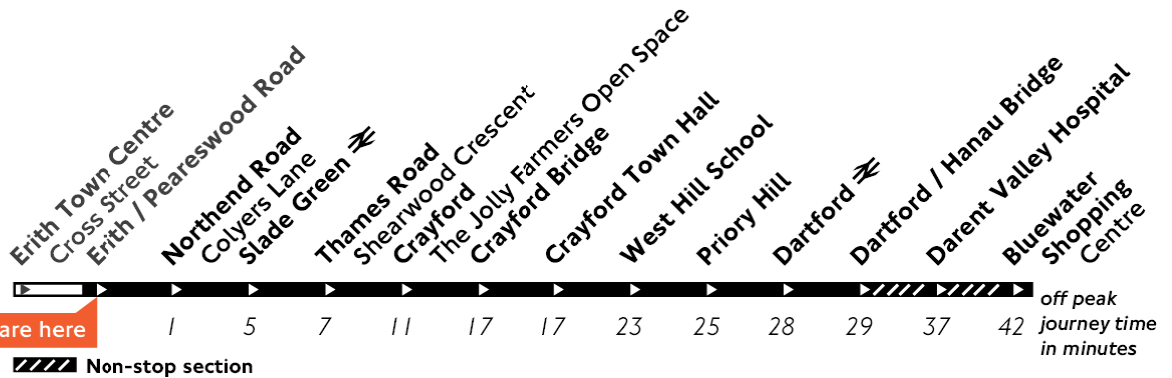 Erith Town Centre
Cross Street
Erith / Peareswood Road
Northend Road
Colyers Lane
Slade Green
Thames Road
Shearwood Crescent
Crayford
The Jolly Farmers Open Space
Crayford Bridge
Crayford Town Hall
West Hill School
Priory Hill
Dartford
Dartford / Hanau Bridge
Darent Valley Hospital
Bluewater
Shopping
Centre
are here
1 5 7 11 17 17 23 25 28 29 37 42
off peak
journey time
in minutes
Non-stop section